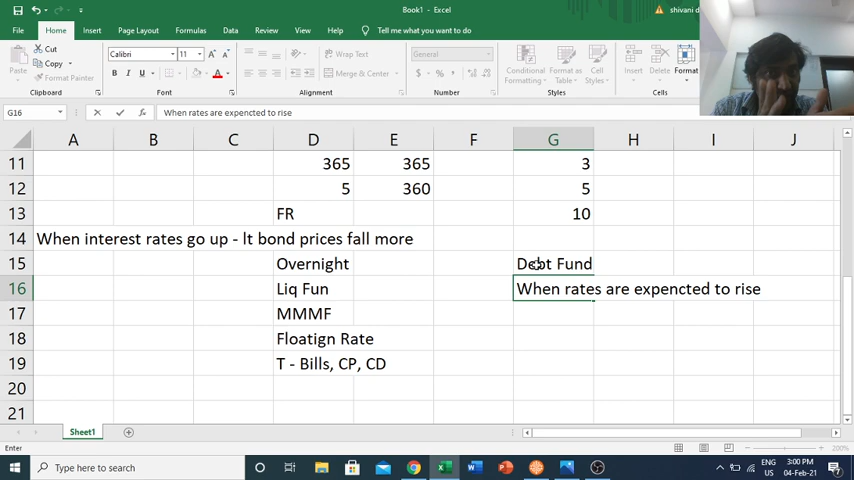 Book1 - Excel
shivani d
File Home Insert Page Layout Formulas Data Review View Help Tell me what you want to do
Cut
Copy
Format Painter
Paste
Clipboard
Calibri 11
B I U
Font
Wrap Text
Merge & Center
Alignment
General
$ % ,
Number
Conditional Formatting
Format as Table
Cell Styles
Styles
Insert Delete Format
Cells
G16 fx When rates are expencted to rise
A B C D E F G H I J
11 365 365 3
12 5 360 5
13 FR 10
14 When interest rates go up - lt bond prices fall more
15 Overnight Debt Fund
16 Liq Fun When rates are expencted to rise
17 MMMF
18 Floatign Rate
19 T - Bills, CP, CD
20
21
Sheet1
Enter 200%
Type here to search
ENG US
3:00 PM
04-Feb-21